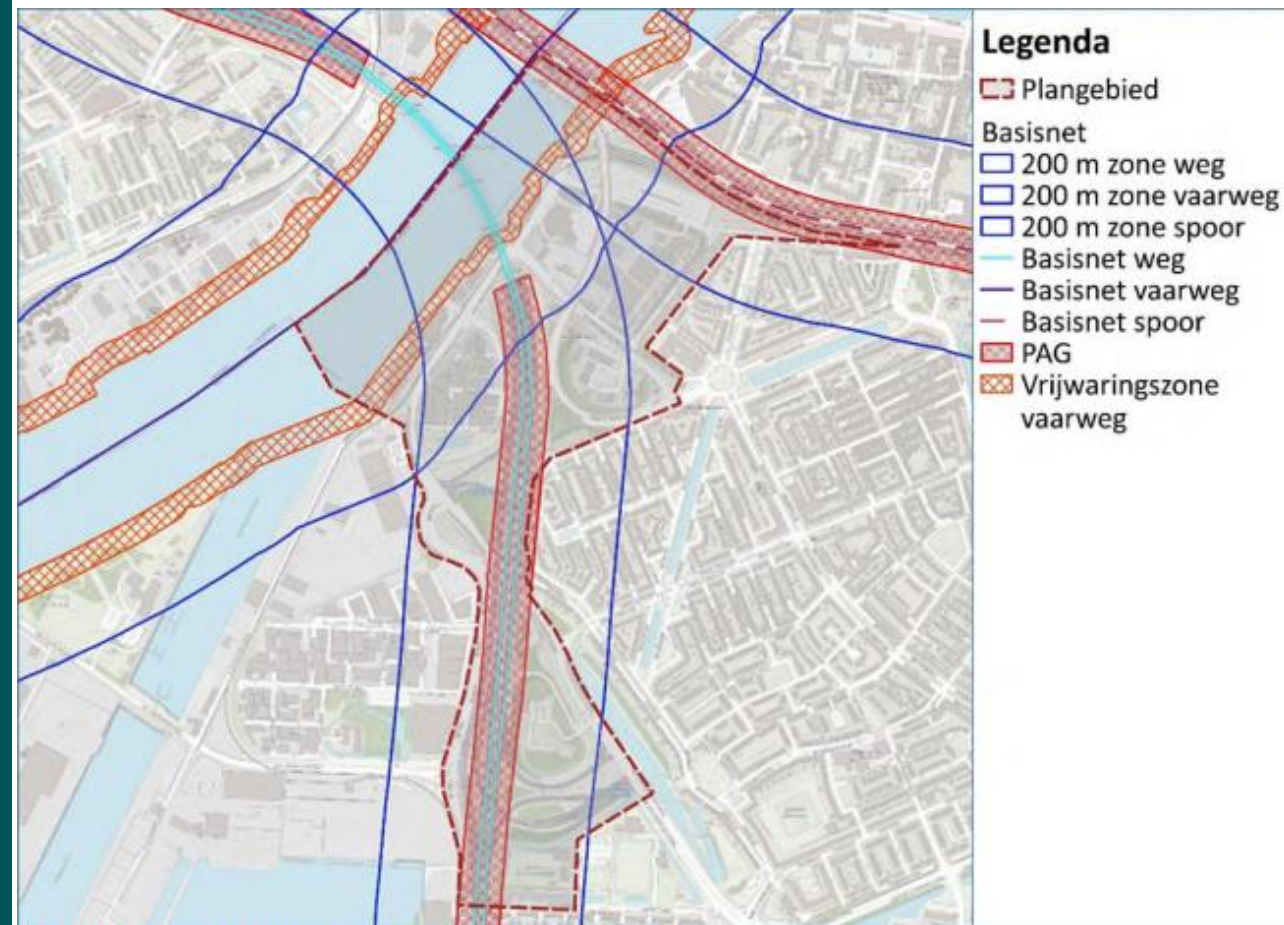 Legenda
Plangebied
Basisnet
200 m zone weg
200 m zone vaarweg
200 m zone spoor
Basisnet weg
Basisnet vaarweg
Basisnet spoor
PAG
Vrijwaringszone
vaarweg